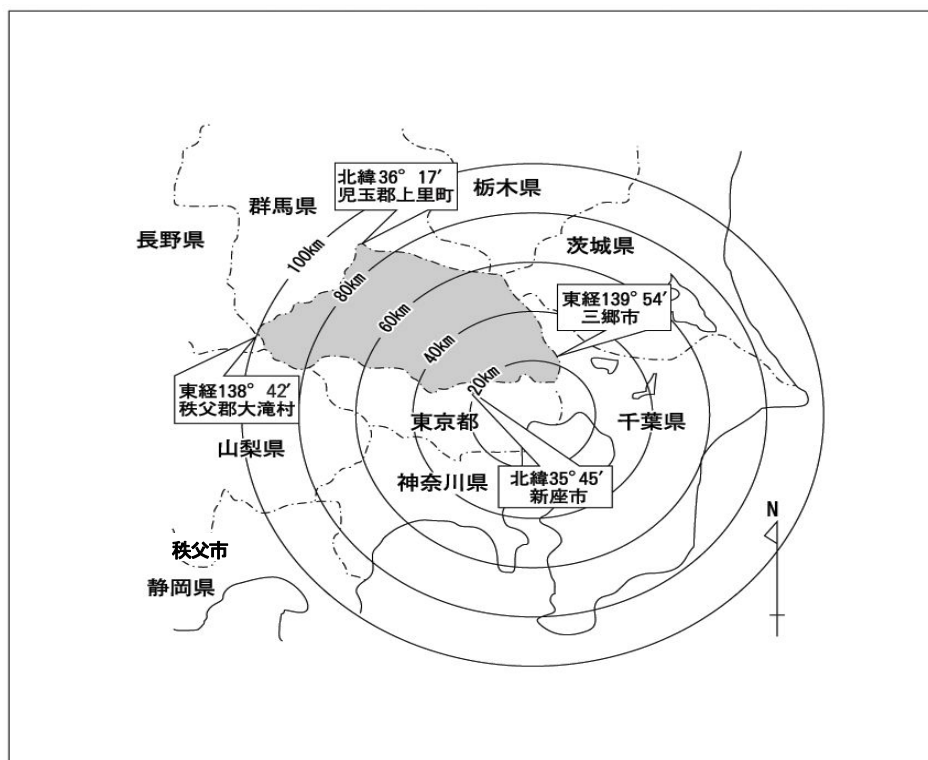 北緯36° 17′
児玉郡上里町
栃木県
群馬県
長野県
茨城県
100km
80km
60km
40km
20km
東経139° 54′
三郷市
東経138° 42′
秩父郡大滝村
東京都
千葉県
山梨県
神奈川県
北緯35° 45′
新座市
N
秩父市
静岡県